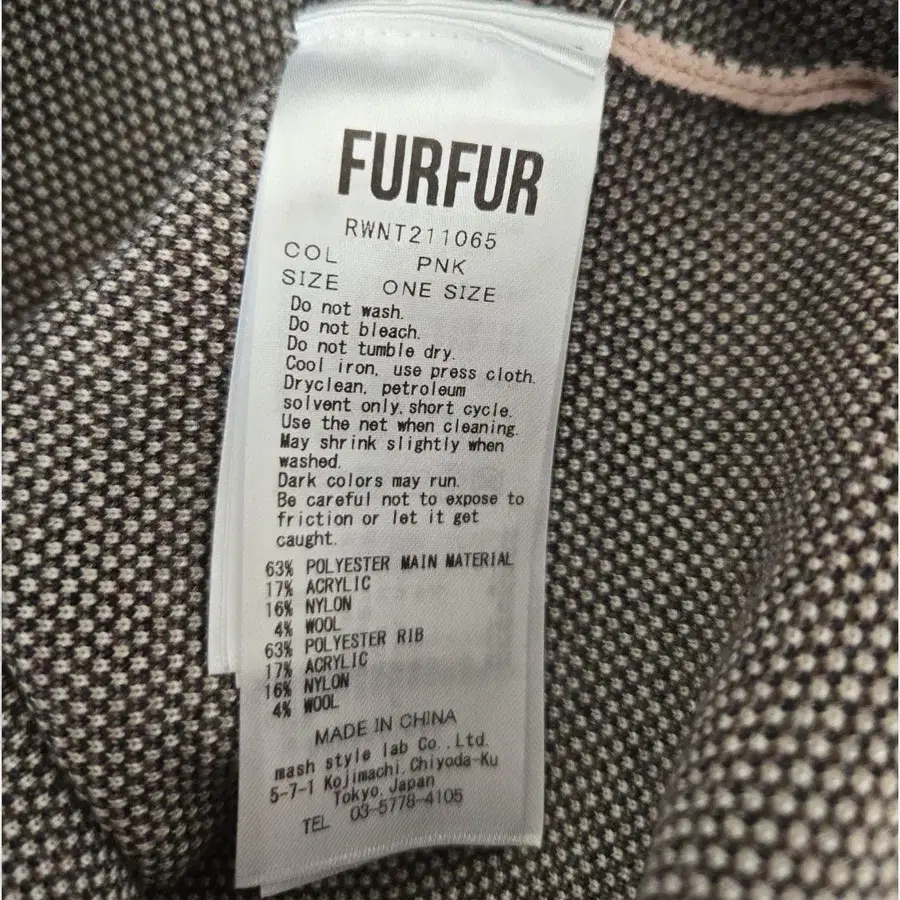 FURFUR
RWNT211065
COL PNK
SIZE ONE SIZE
Do not wash.
Do not bleach.
Do not tumble dry.
Cool iron, use press cloth.
Dryclean, petroleum
solvent only, short cycle.
Use the net when cleaning.
May shrink slightly when
washed.
Dark colors may run.
Be careful not to expose to
friction or let it get
caught.
63% POLYESTER MAIN MATERIAL
17% ACRYLIC
16% NYLON
4% WOOL
63% POLYESTER RIB
17% ACRYLIC
16% NYLON
4% WOOL
MADE IN CHINA
mash style lab Co., Ltd.
5-7-1 Kojimachi, Chiyoda-Ku
Tokyo, Japan
TEL 03-5778-4105